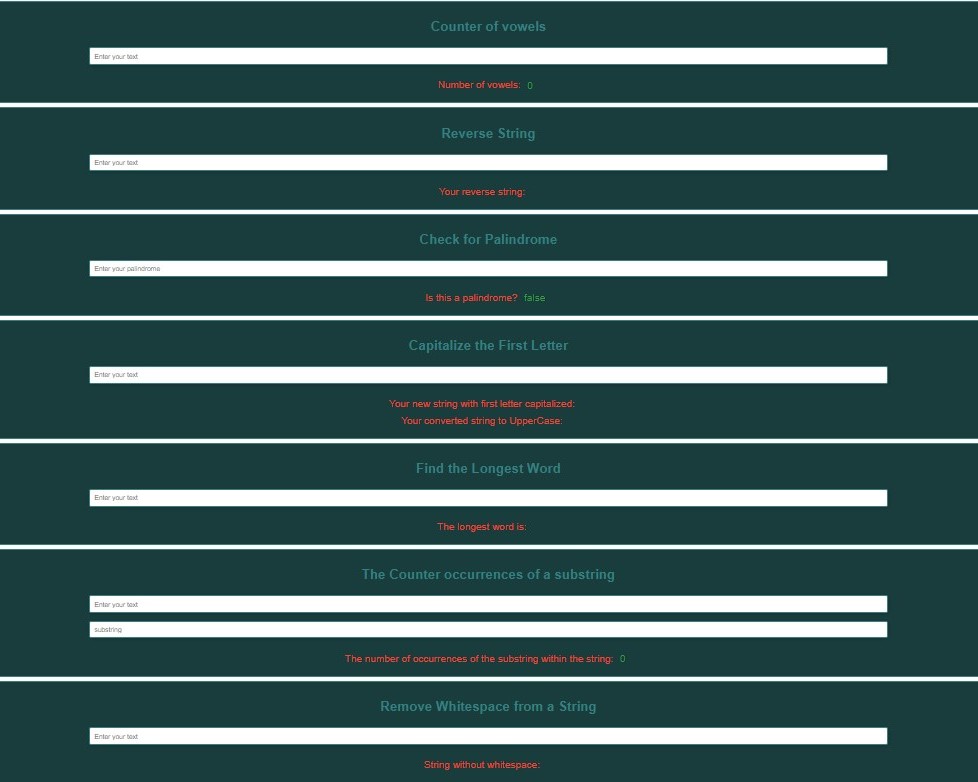 Counter of vowels
Enter your text
Number of vowels: 0
Reverse String
Enter your text
Your reverse string:
Check for Palindrome
Enter your palindrome
Is this a palindrome? false
Capitalize the First Letter
Enter your text
Your new string with first letter capitalized:
Your converted string to UpperCase:
Find the Longest Word
Enter your text
The longest word is:
The Counter occurrences of a substring
Enter your text
substring
The number of occurrences of the substring within the string: 0
Remove Whitespace from a String
Enter your text
String without whitespace: